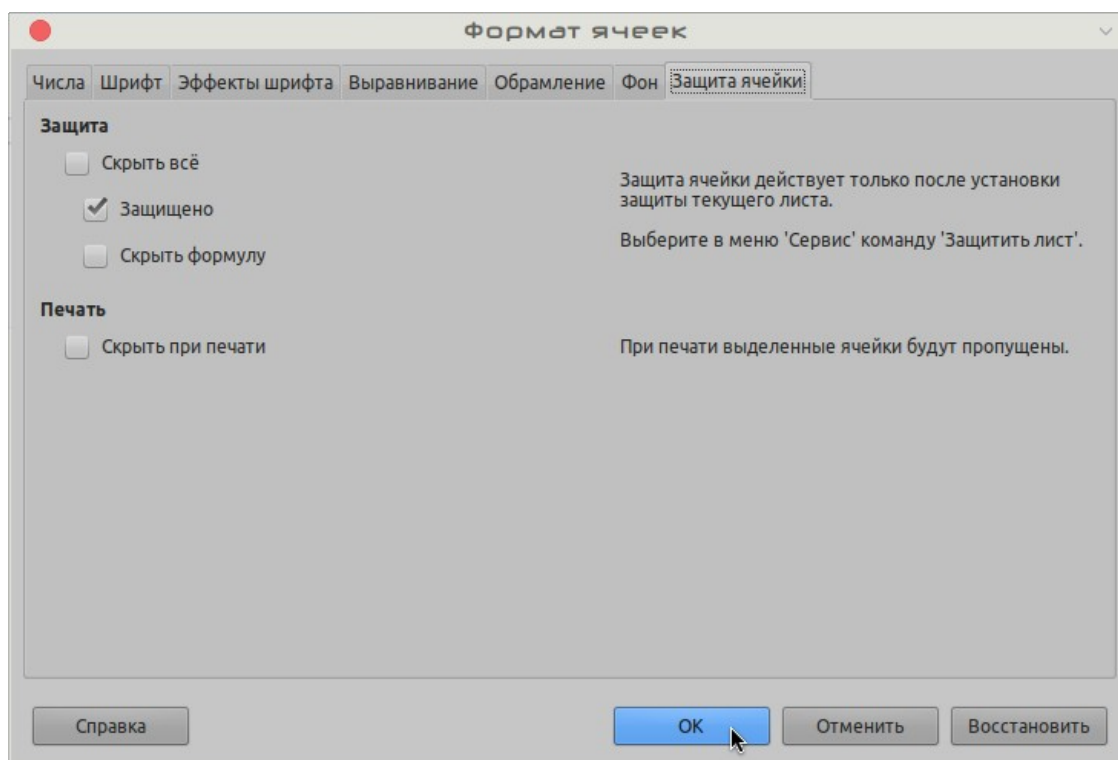 Формат ячеек
Числа Шрифт Эффекты шрифта Выравнивание Обрамление Фон Защита ячейки
Защита
Скрыть всё
Защищено
Скрыть формулу
Защита ячейки действует только после установки
защиты текущего листа.
Выберите в меню 'Сервис' команду 'Защитить лист'.
Печать
Скрыть при печати
При печати выделенные ячейки будут пропущены.
Справка
ОК
Отменить
Восстановить